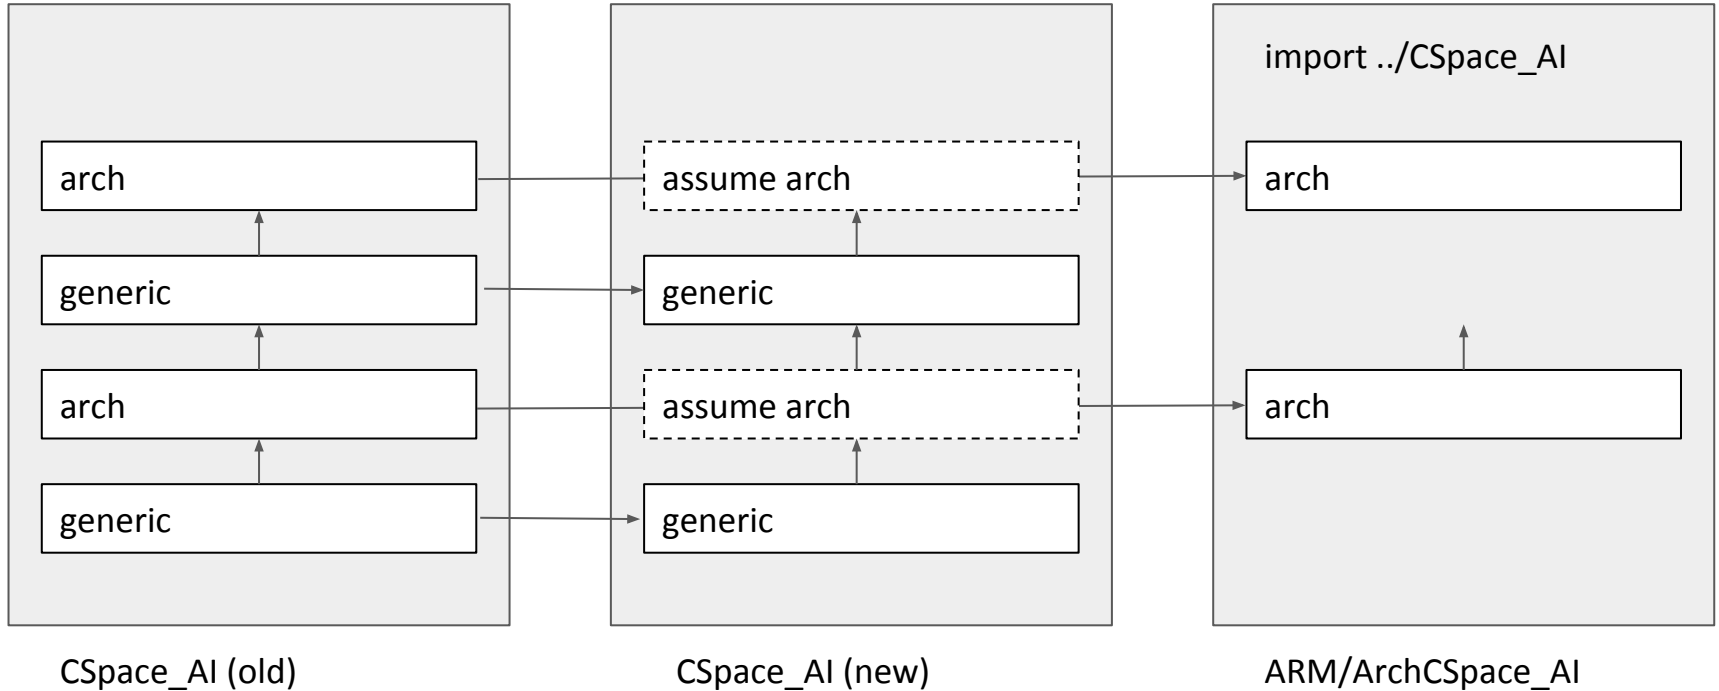 import ../CSpace_AI
arch
assume arch
arch
generic
generic
arch
assume arch
arch
generic
generic
CSpace_AI (old)
CSpace_AI (new)
ARM/ArchCSpace_AI